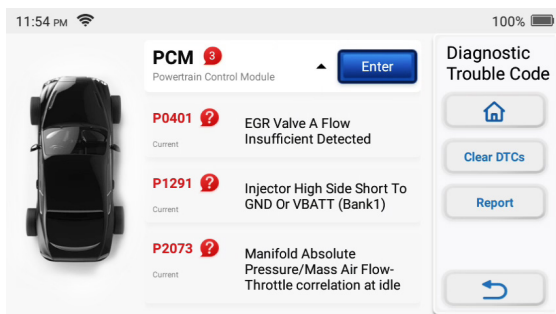 11:54 PM
100%
PCM 3
Powertrain Control Module
Enter
Diagnostic
Trouble Code
P0401 ?
Current
EGR Valve A Flow
Insufficient Detected
P1291 ?
Current
Injector High Side Short To
GND Or VBATT (Bank1)
P2073 ?
Current
Manifold Absolute
Pressure/Mass Air Flow-
Throttle correlation at idle
Clear DTCs
Report